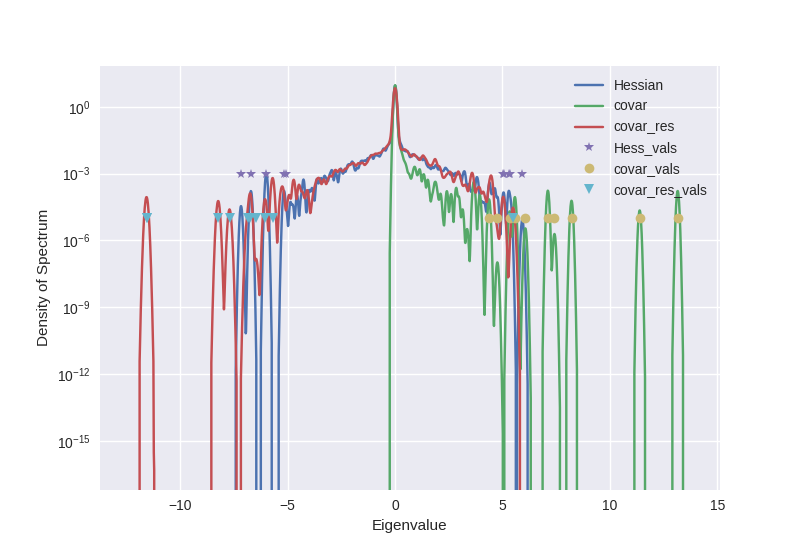 Hessian
covar
covar_res
Hess_vals
covar_vals
covar_res_vals
10^0
10^−3
10^−6
10^−9
10^−12
10^−15
Density of Spectrum
−10
−5
0
5
10
15
Eigenvalue